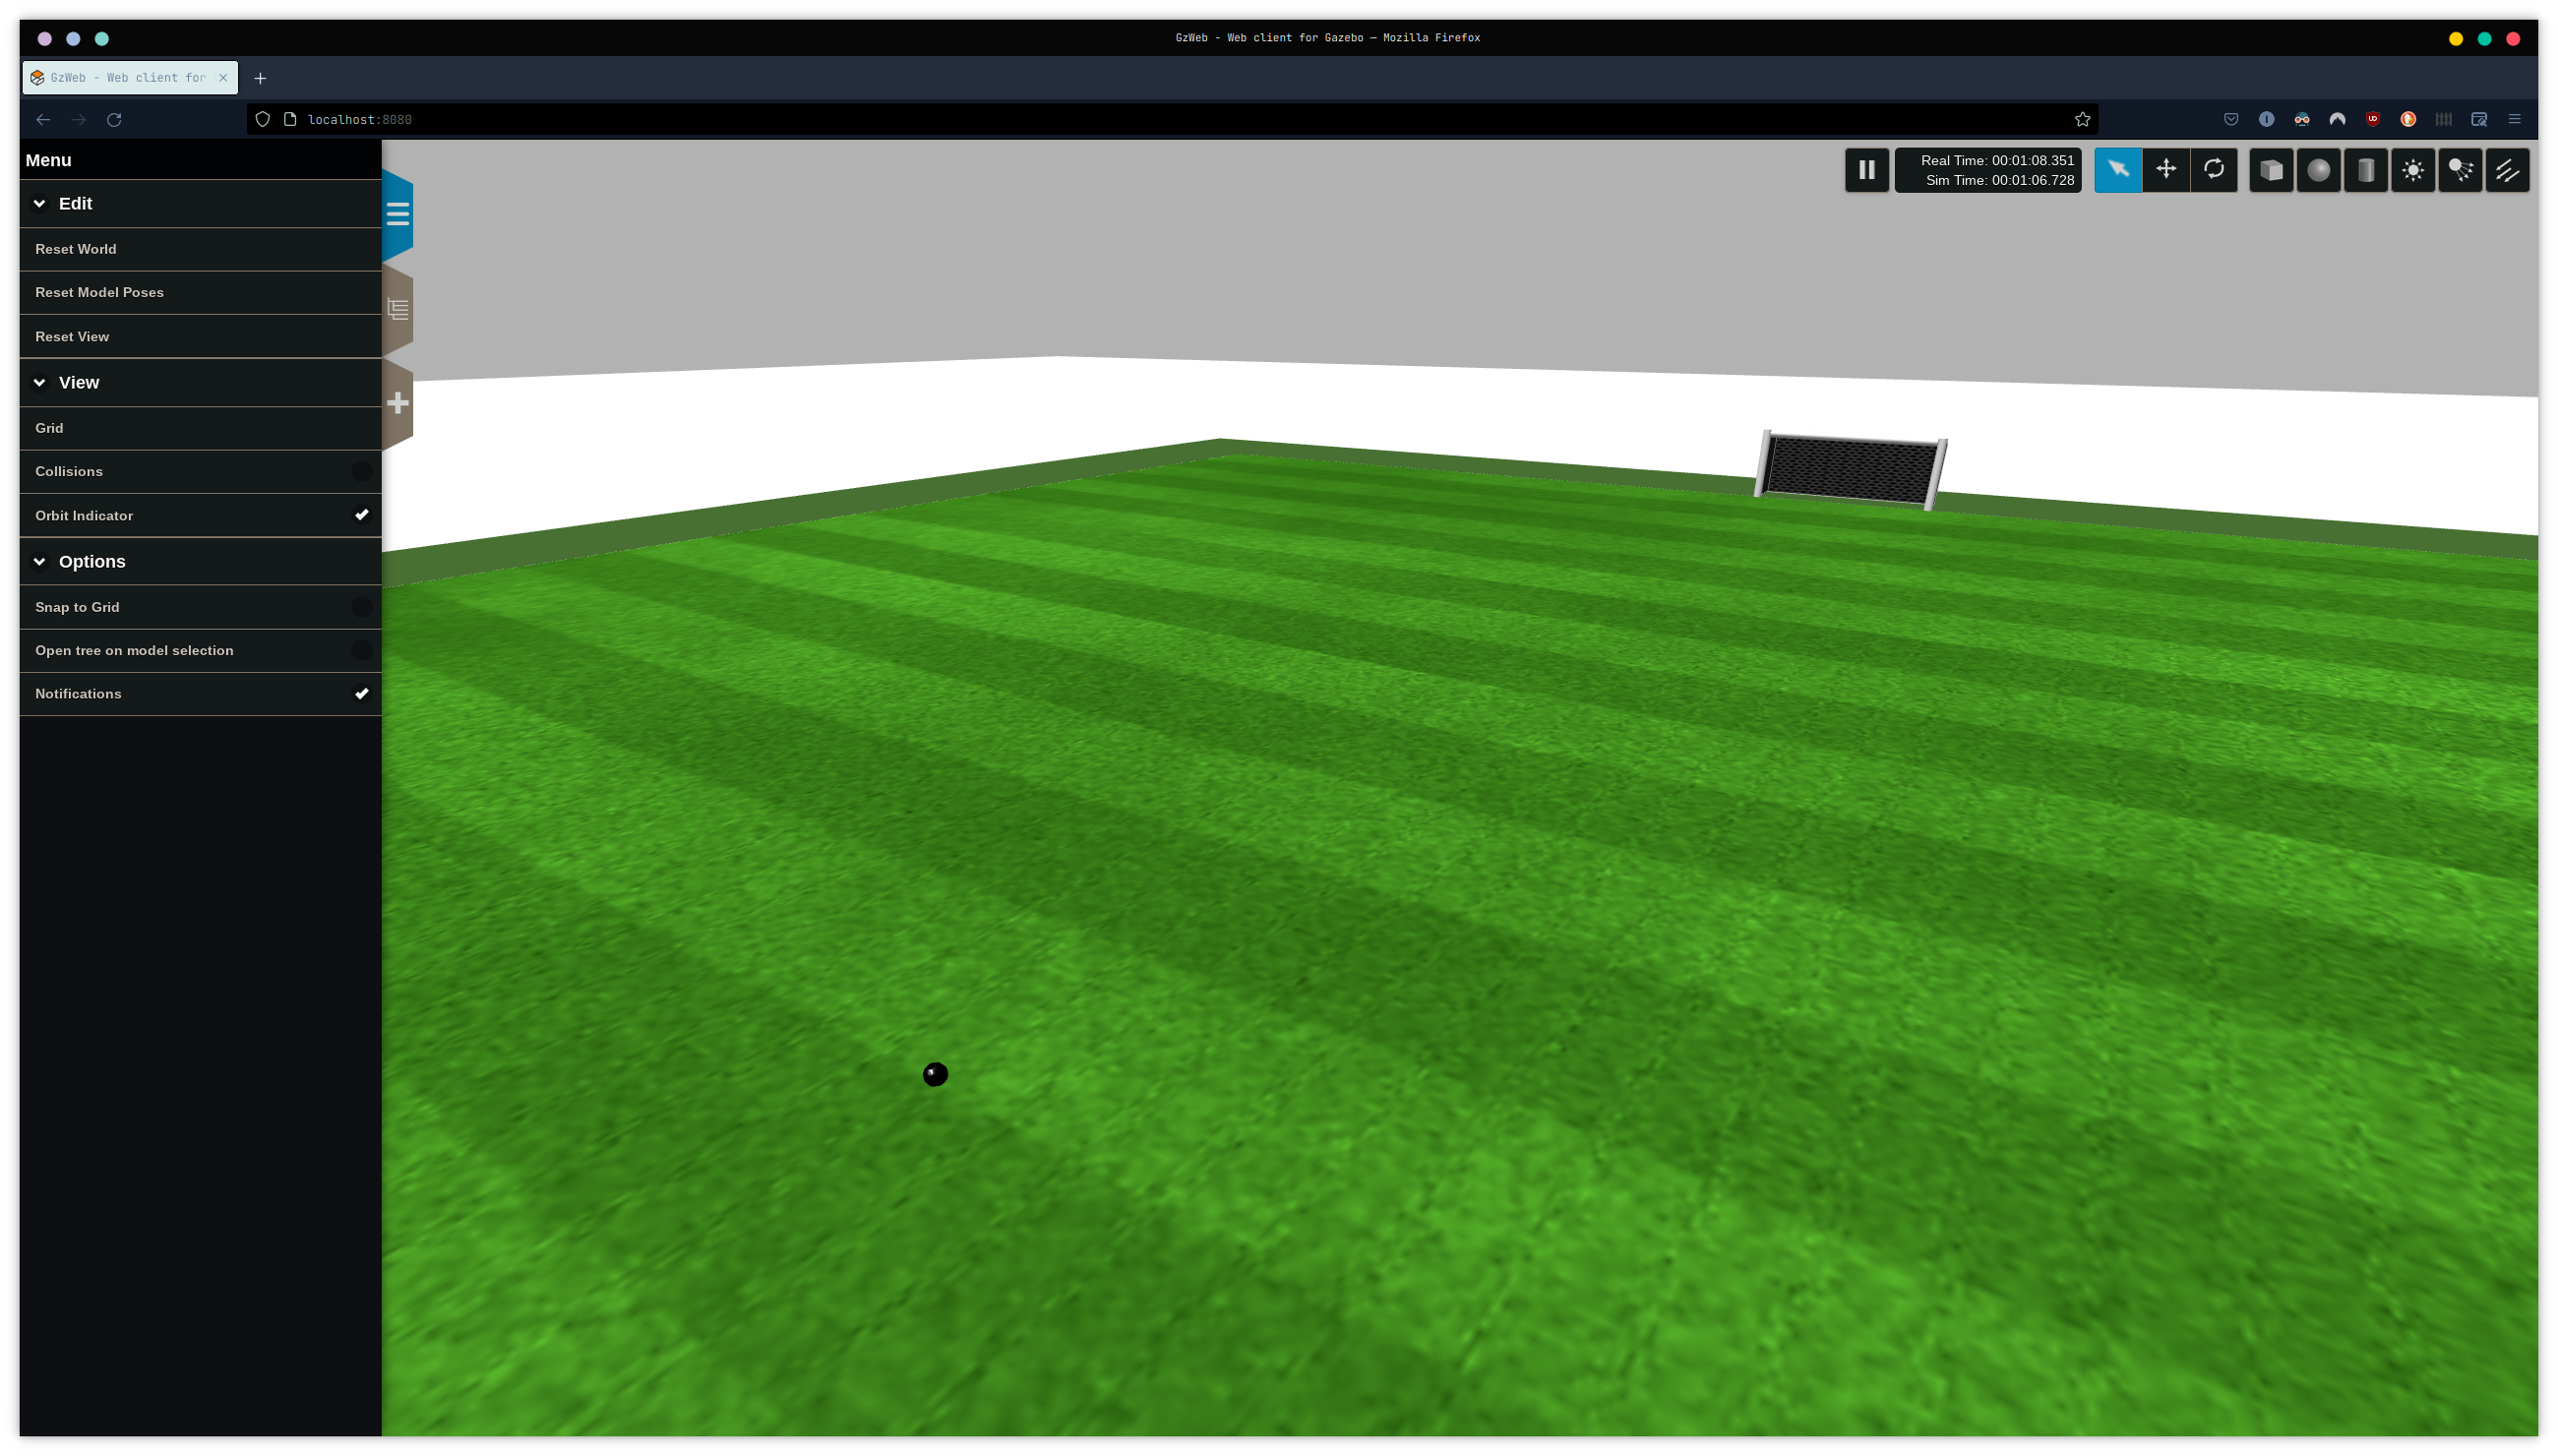 GzWeb - Web client for Gazebo — Mozilla Firefox
GzWeb - Web client for
localhost:8080
Menu
Real Time: 00:01:08.351
Sim Time: 00:01:06.728
Edit
Reset World
Reset Model Poses
Reset View
View
Grid
Collisions
Orbit Indicator
Options
Snap to Grid
Open tree on model selection
Notifications